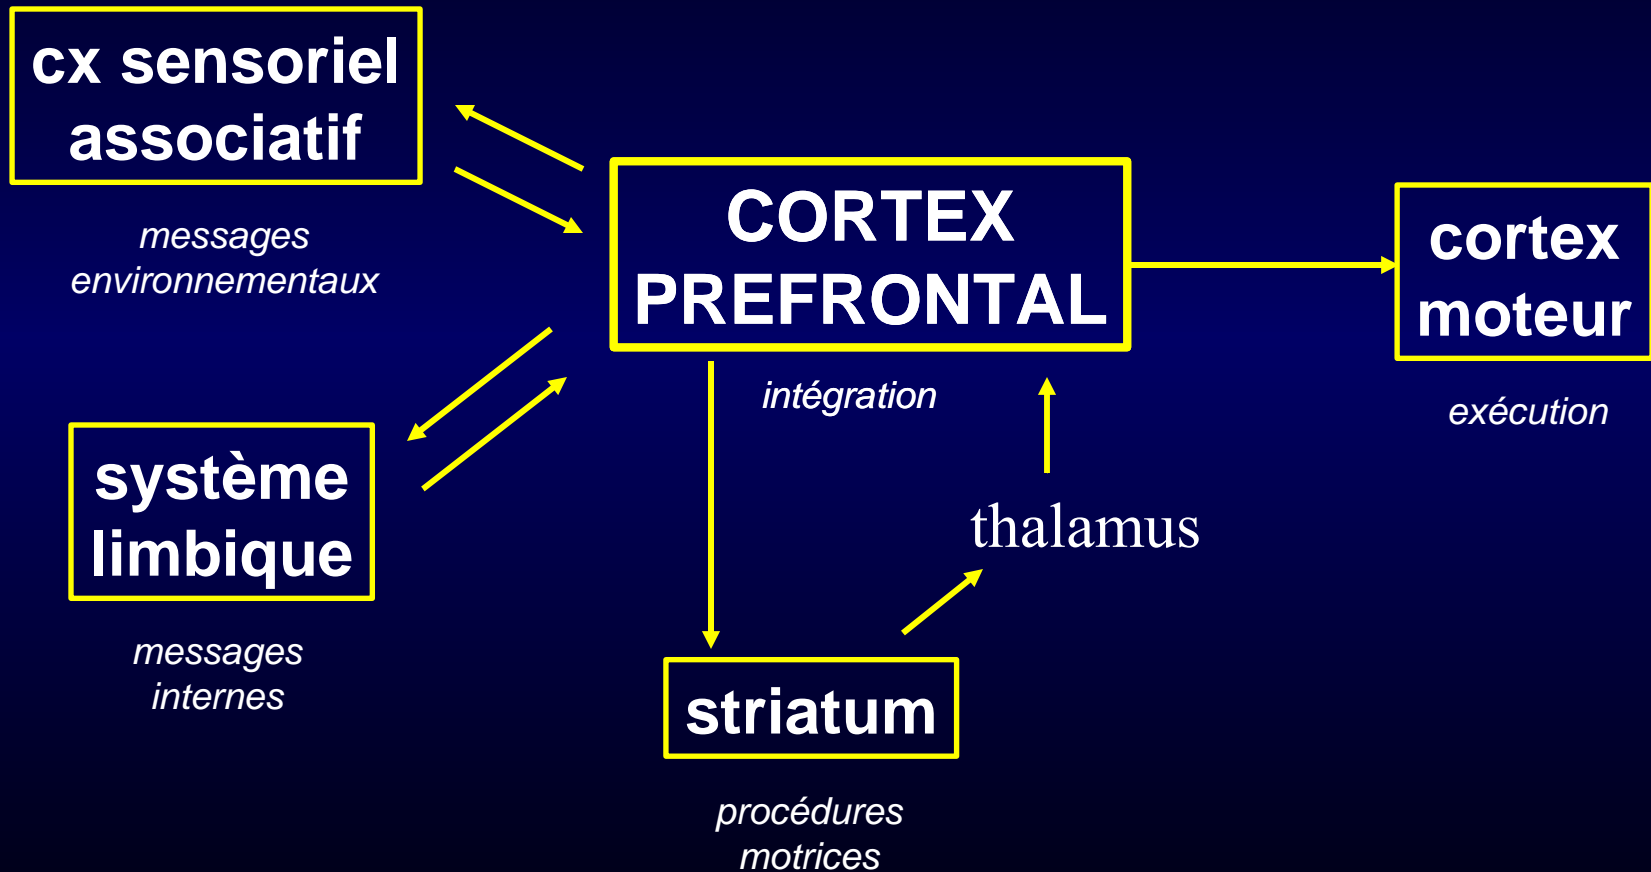 cx sensoriel
associatif
messages
environnementaux
CORTEX
PREFRONTAL
intégration
cortex
moteur
exécution
système
limbique
messages
internes
thalamus
striatum
procédures
motrices